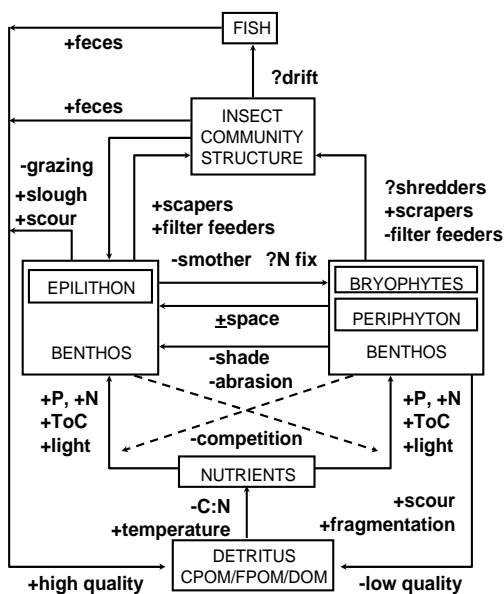 FISH
+feces
?drift
+feces
INSECT
COMMUNITY
STRUCTURE
-grazing
+slough
+scour
+scapers
+filter feeders
?shredders
+scrapers
-filter feeders
-smother ?N fix
EPILITHON
BENTHOS
BRYOPHYTES
PERIPHYTON
BENTHOS
±space
-shade
-abrasion
+P, +N
+ToC
+light
-competition
+P, +N
+ToC
+light
NUTRIENTS
-C:N
+temperature
+scour
+fragmentation
DETRITUS
CPOM/FPOM/DOM
+high quality
-low quality